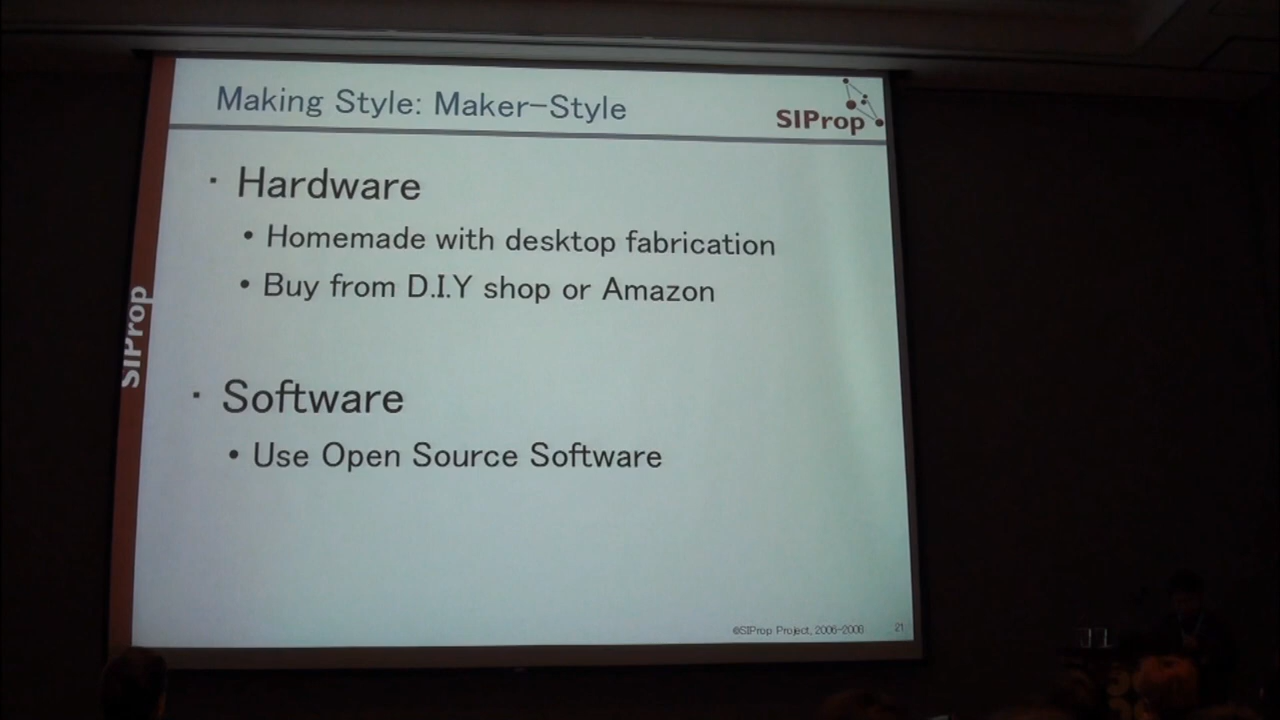 Making Style: Maker-Style
SIProp
· Hardware
• Homemade with desktop fabrication
• Buy from D.I.Y shop or Amazon
· Software
• Use Open Source Software
SIProp
©SIProp Project, 2006-2008
21